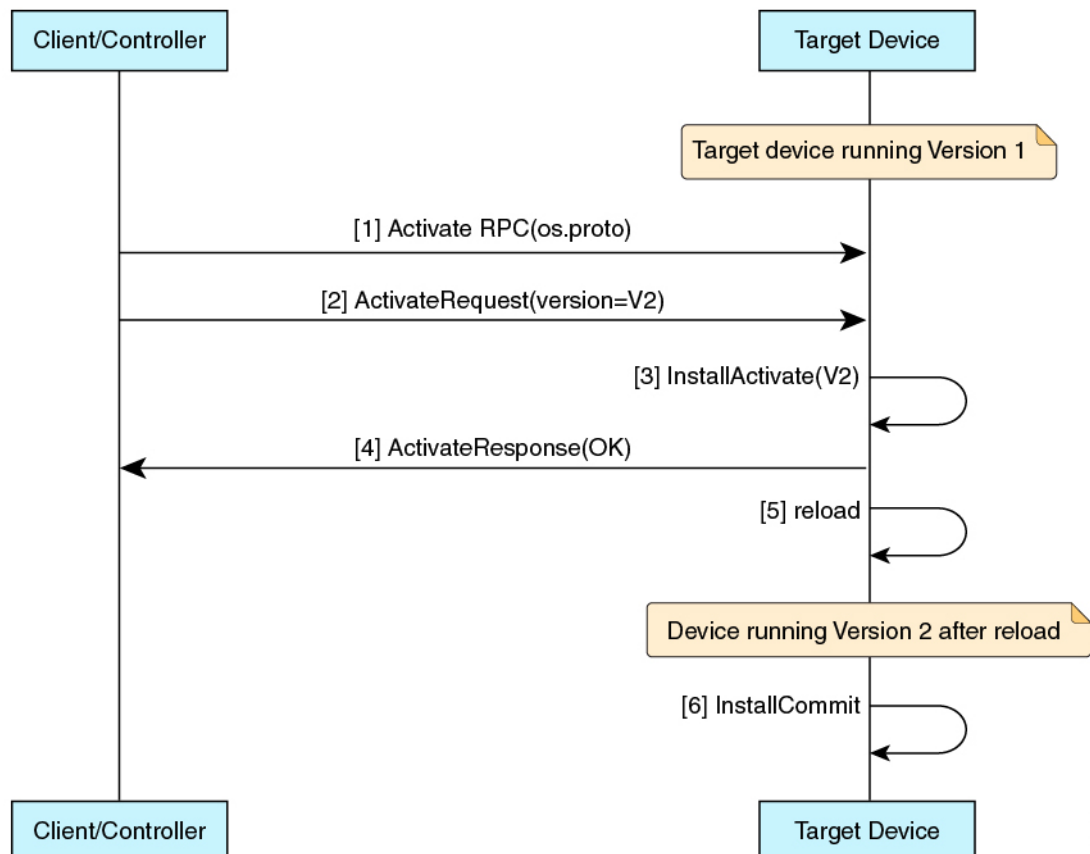 Client/Controller
Target Device
Target device running Version 1
[1] Activate RPC(os.proto)
[2] ActivateRequest(version=V2)
[3] InstallActivate(V2)
[4] ActivateResponse(OK)
[5] reload
Device running Version 2 after reload
[6] InstallCommit
Client/Controller
Target Device